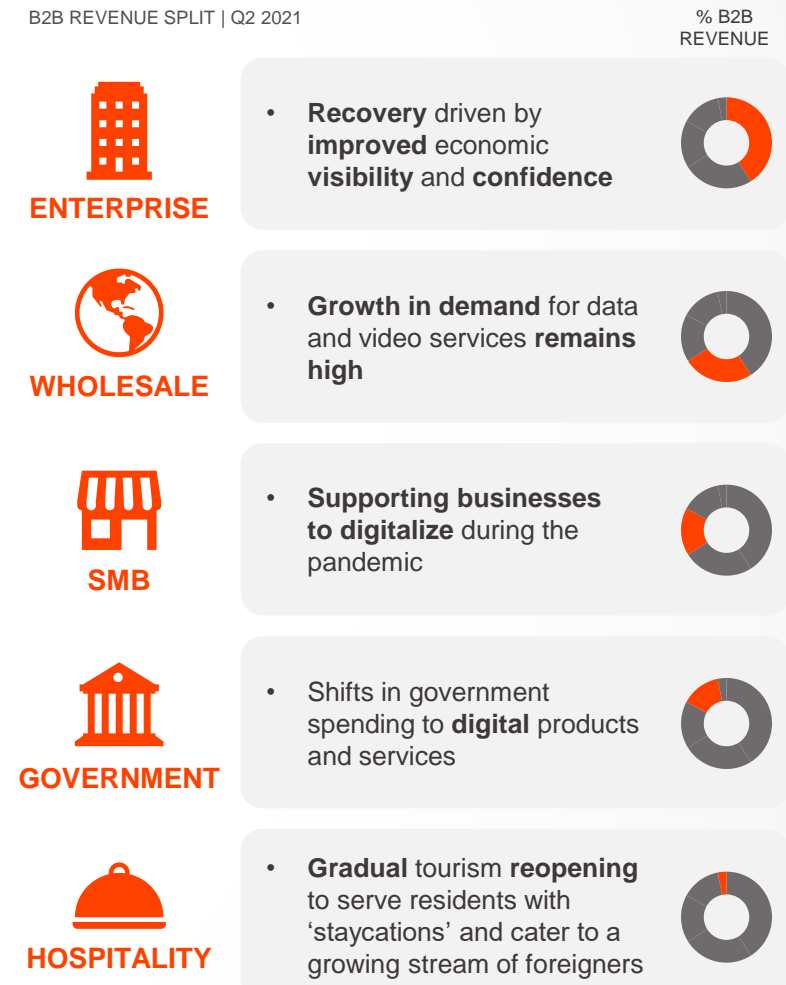 B2B REVENUE SPLIT | Q2 2021
% B2B
REVENUE
ENTERPRISE
• Recovery driven by
improved economic
visibility and confidence
WHOLESALE
• Growth in demand for data
and video services remains
high
SMB
• Supporting businesses
to digitalize during the
pandemic
GOVERNMENT
• Shifts in government
spending to digital products
and services
HOSPITALITY
• Gradual tourism reopening
to serve residents with
‘staycations’ and cater to a
growing stream of foreigners